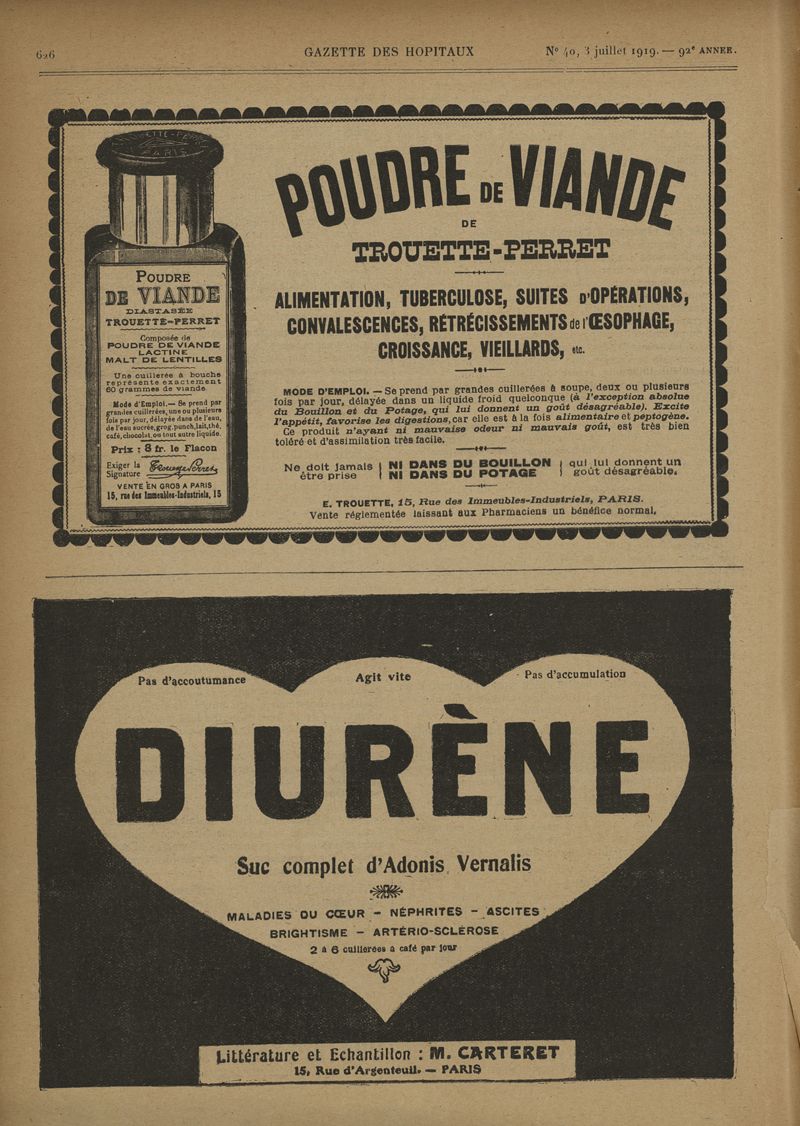 626 GAZETTE DES HOPITAUX N° 40, 3 juillet 1919. — 92e ANNÉE.
PARIS
POUDRE
DE VIANDE
DIASTASÉE
TROUETTE-PERRET
Composée de
POUDRE DE VIANDE
LACTINE
MALT DE LENTILLES
Une cuillerée à bouche
représente exactement
60 grammes de viande
Mode d'Emploi.— Se prend par
grandes cuillerées, une ou plusieurs
fois par jour, délayée dans de l'eau,
de l'eau sucrée, grog, punch, lait, thé,
café, chocolat, ou tout autre liquide.
Prix : 8 fr. le Flacon
Exiger la
Signature
VENTE EN GROS A PARIS
15, rue des Immeubles-Industriels, 15
POUDRE DE VIANDE
DE
TROUETTE-PERRET
ALIMENTATION, TUBERCULOSE, SUITES D'OPÉRATIONS,
CONVALESCENCES, RÉTRÉCISSEMENTS de l'ŒSOPHAGE,
CROISSANCE, VIEILLARDS, etc.
MODE D'EMPLOI. — Se prend par grandes cuillerées à soupe, deux ou plusieurs
fois par jour, délayée dans un liquide froid quelconque (à l'exception absolue
du Bouillon et du Potage, qui lui donnent un goût désagréable). Excite
l'appétit, favorise les digestions, car elle est à la fois alimentaire et peptogène.
Ce produit n'ayant ni mauvaise odeur ni mauvais goût, est très bien
toléré et d'assimilation très facile.
Ne doit jamais | NI DANS DU BOUILLON | qui lui donnent un
être prise | NI DANS DU POTAGE | goût désagréable.
E. TROUETTE, 15, Rue des Immeubles-Industriels, PARIS.
Vente réglementée laissant aux Pharmaciens un bénéfice normal.
Pas d'accoutumance Agit vite Pas d'accumulation
DIURÈNE
Suc complet d'Adonis Vernalis
MALADIES DU CŒUR - NÉPHRITES - ASCITES
BRIGHTISME - ARTÉRIO-SCLÉROSE
2 à 6 cuillerées à café par jour
Littérature et Echantillon : M. CARTERET
15, Rue d'Argenteuil. — PARIS